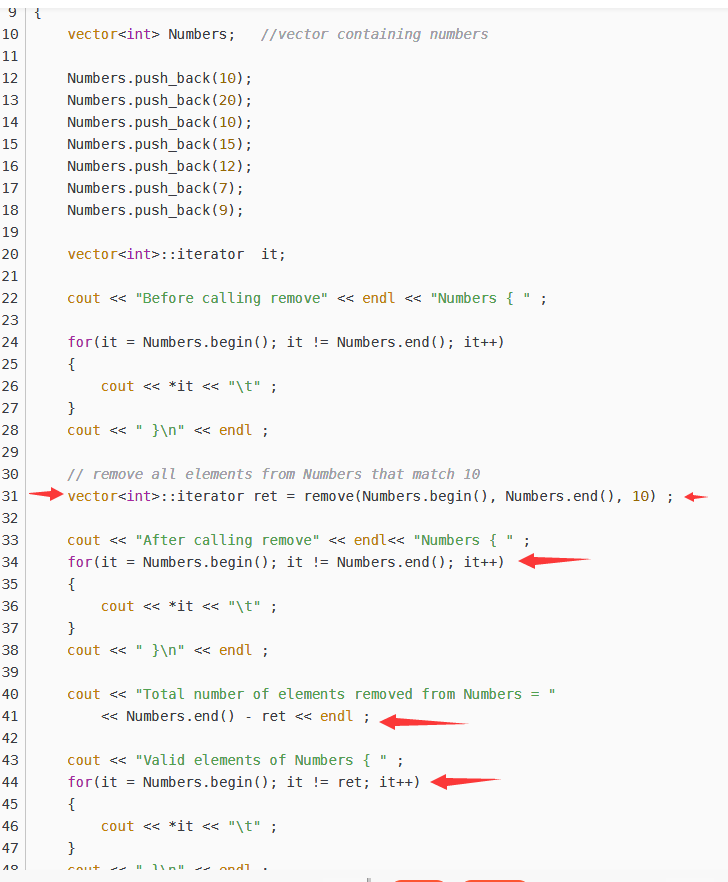 9 {
10 vector<int> Numbers; //vector containing numbers
11
12 Numbers.push_back(10);
13 Numbers.push_back(20);
14 Numbers.push_back(10);
15 Numbers.push_back(15);
16 Numbers.push_back(12);
17 Numbers.push_back(7);
18 Numbers.push_back(9);
19
20 vector<int>::iterator it;
21
22 cout << "Before calling remove" << endl << "Numbers { " ;
23
24 for(it = Numbers.begin(); it != Numbers.end(); it++)
25 {
26 cout << *it << "\t" ;
27 }
28 cout << " }\n" << endl ;
29
30 // remove all elements from Numbers that match 10
31 vector<int>::iterator ret = remove(Numbers.begin(), Numbers.end(), 10) ;
32
33 cout << "After calling remove" << endl<< "Numbers { " ;
34 for(it = Numbers.begin(); it != Numbers.end(); it++)
35 {
36 cout << *it << "\t" ;
37 }
38 cout << " }\n" << endl ;
39
40 cout << "Total number of elements removed from Numbers = "
41 << Numbers.end() - ret << endl ;
42
43 cout << "Valid elements of Numbers { " ;
44 for(it = Numbers.begin(); it != ret; it++)
45 {
46 cout << *it << "\t" ;
47 }
48 cout << " }\n" << endl ;